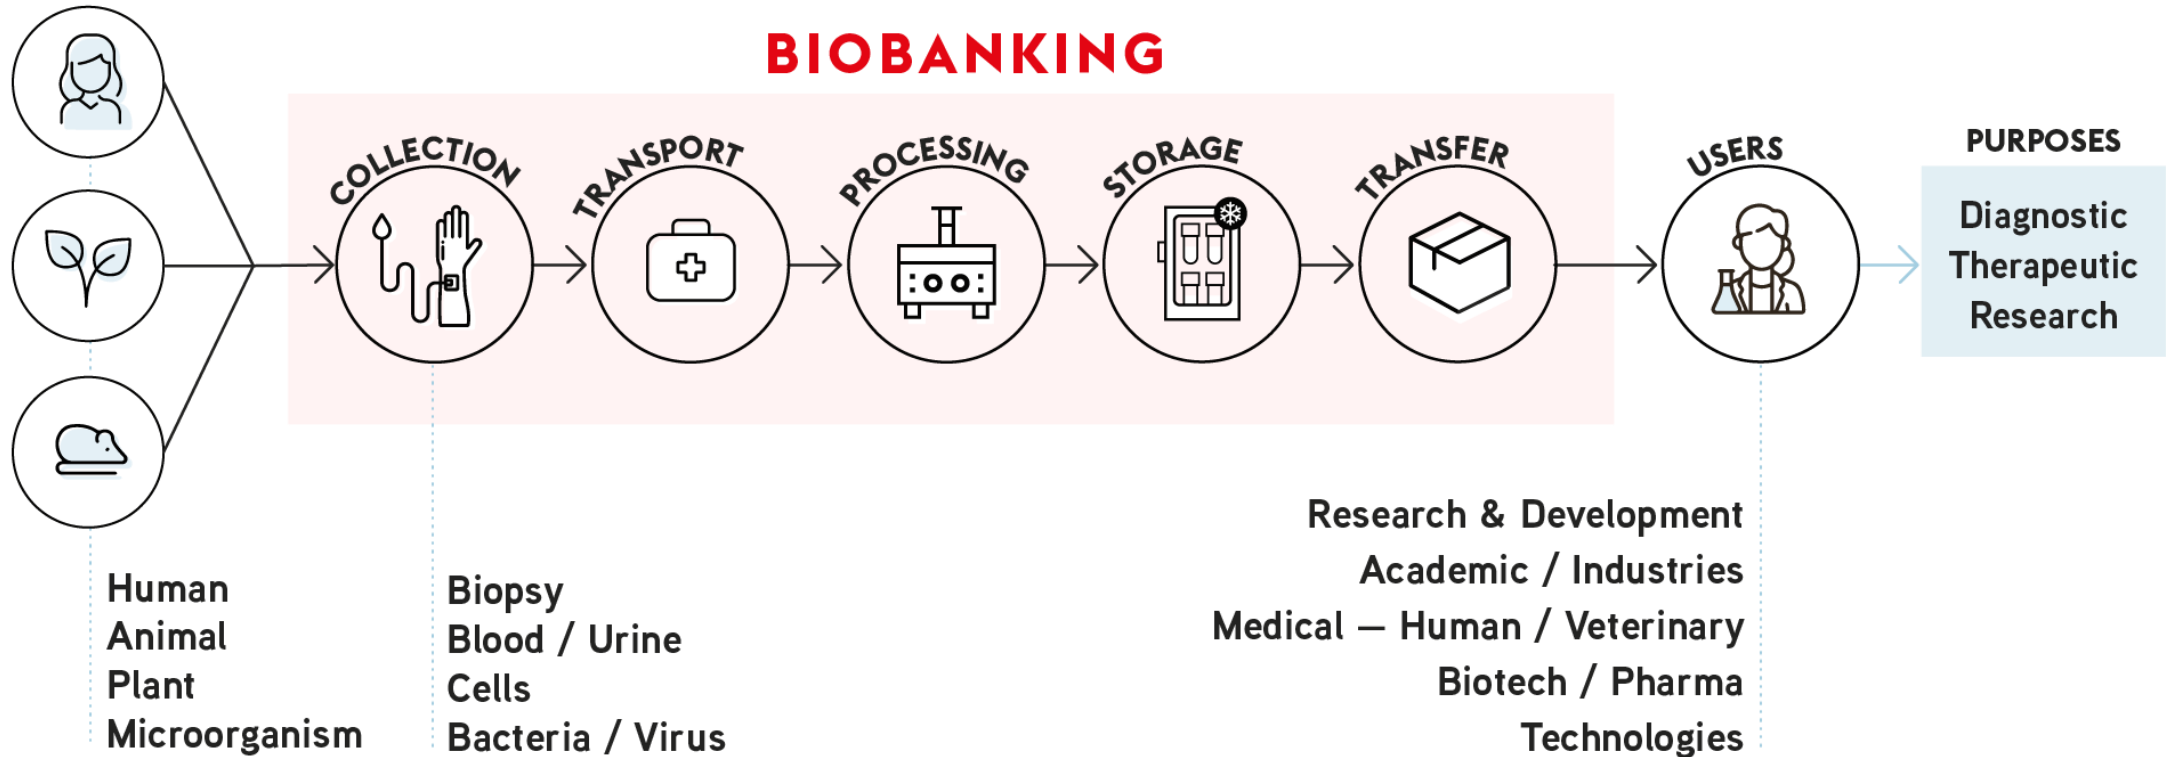 BIOBANKING
COLLECTION
TRANSPORT
PROCESSING
STORAGE
TRANSFER
USERS
PURPOSES
Diagnostic
Therapeutic
Research
Human
Animal
Plant
Microorganism
Biopsy
Blood / Urine
Cells
Bacteria / Virus
Research & Development
Academic / Industries
Medical – Human / Veterinary
Biotech / Pharma
Technologies